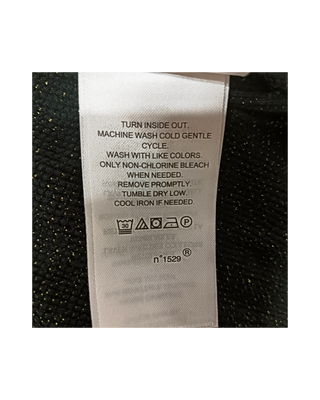 TURN INSIDE OUT.
MACHINE WASH COLD GENTLE
CYCLE.
WASH WITH LIKE COLORS.
ONLY NON-CHLORINE BLEACH
WHEN NEEDED.
REMOVE PROMPTLY.
TUMBLE DRY LOW.
COOL IRON IF NEEDED.
30 P
®
n°1529